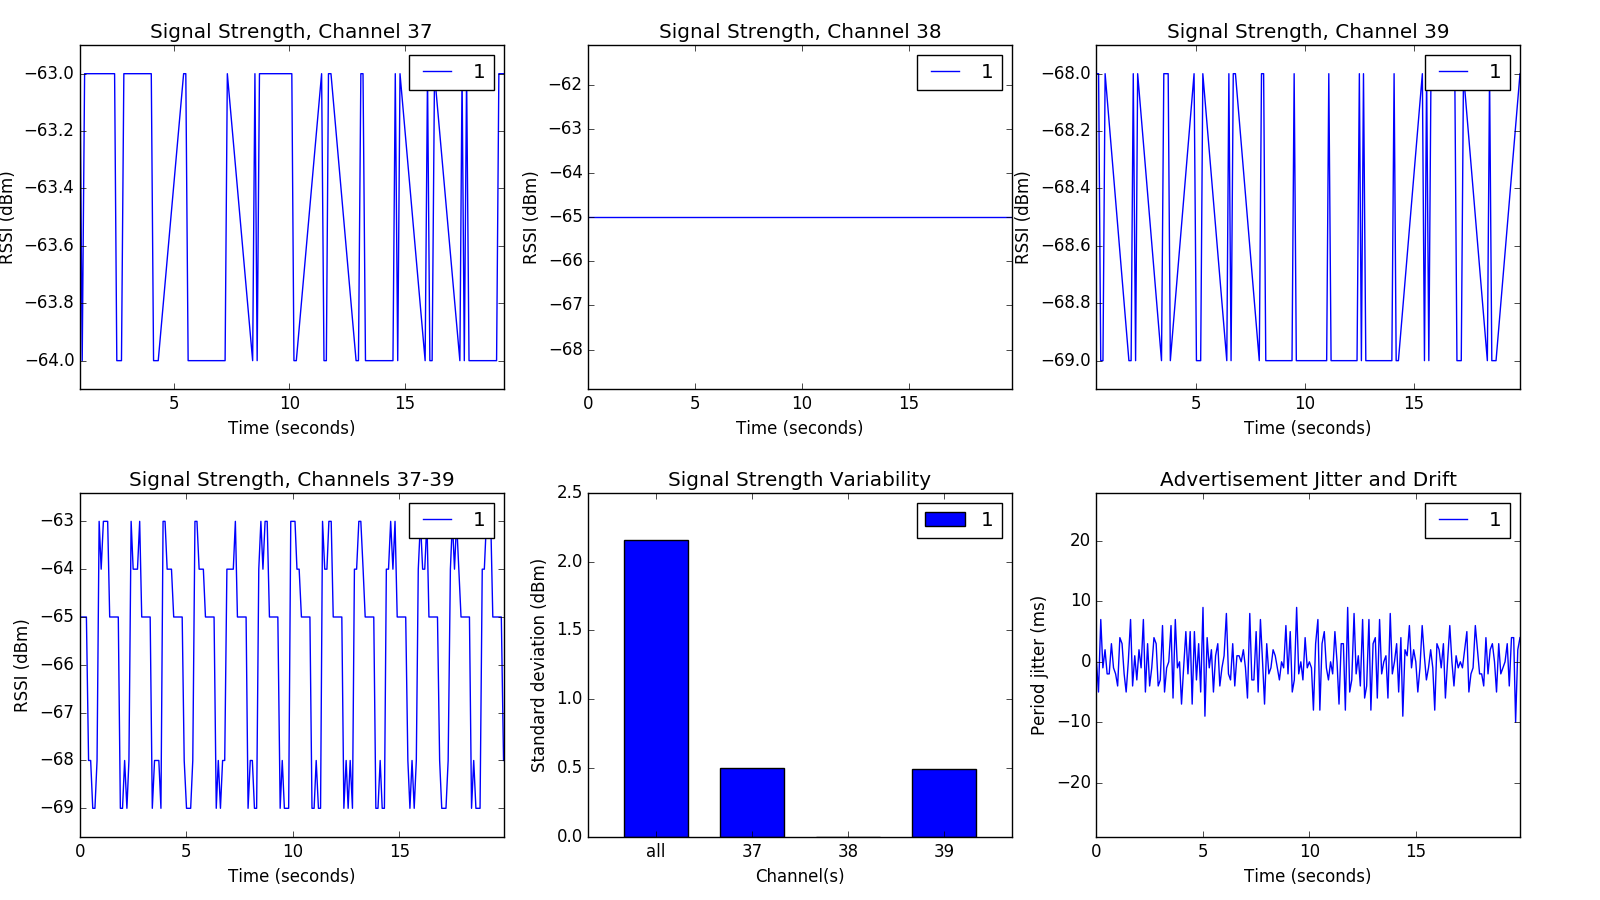 Signal Strength, Channel 37
1
−63.0
−63.2
−63.4
−63.6
−63.8
−64.0
RSSI (dBm)
5 10 15
Time (seconds)
Signal Strength, Channel 38
1
−62
−63
−64
−65
−66
−67
−68
RSSI (dBm)
0 5 10 15
Time (seconds)
Signal Strength, Channel 39
1
−68.0
−68.2
−68.4
−68.6
−68.8
−69.0
RSSI (dBm)
5 10 15
Time (seconds)
Signal Strength, Channels 37-39
1
−63
−64
−65
−66
−67
−68
−69
RSSI (dBm)
0 5 10 15
Time (seconds)
Signal Strength Variability
1
2.5
2.0
1.5
1.0
0.5
0.0
Standard deviation (dBm)
all 37 38 39
Channel(s)
Advertisement Jitter and Drift
1
20
10
0
−10
−20
Period jitter (ms)
0 5 10 15
Time (seconds)